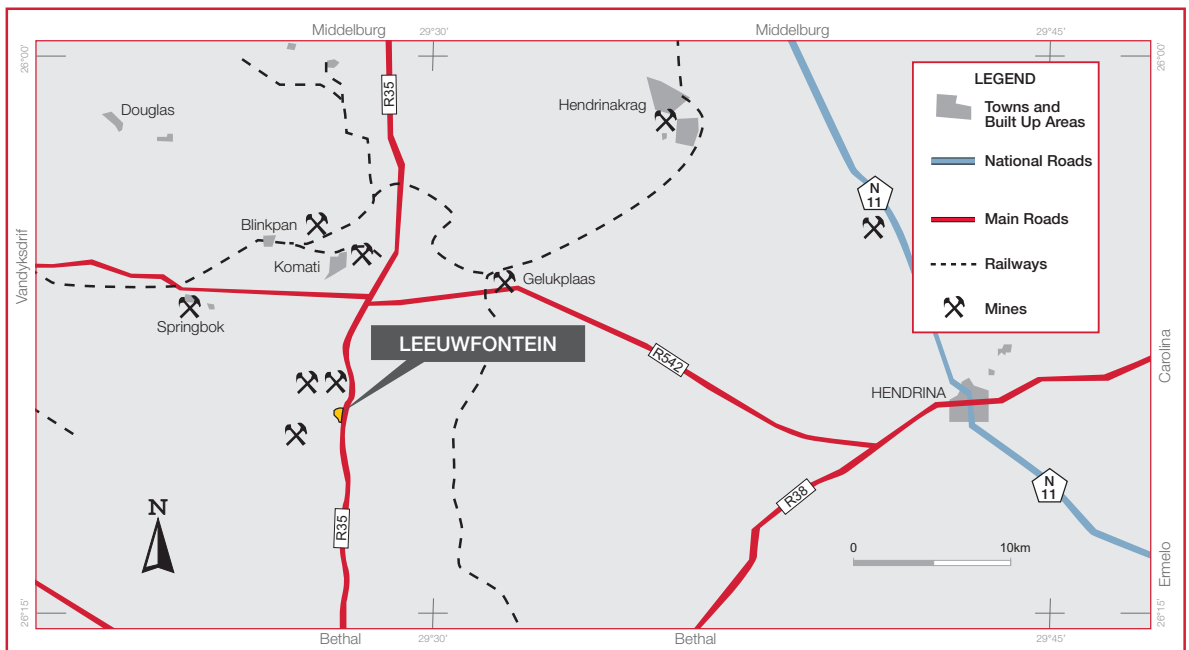 Middelburg
29°30'
Middelburg
29°45'
26°00'
26°00'
R35
Douglas
Hendrinakrag
LEGEND
Towns and
Built Up Areas
National Roads
N
11
Main Roads
Railways
Mines
Blinkpan
Komati
Vandyksdrif
Gelukplaas
Springbok
LEEUWFONTEIN
R542
Carolina
HENDRINA
N
11
R38
N
R35
0
10km
Ermelo
26°15'
26°15'
Bethal
29°30'
Bethal
29°45'